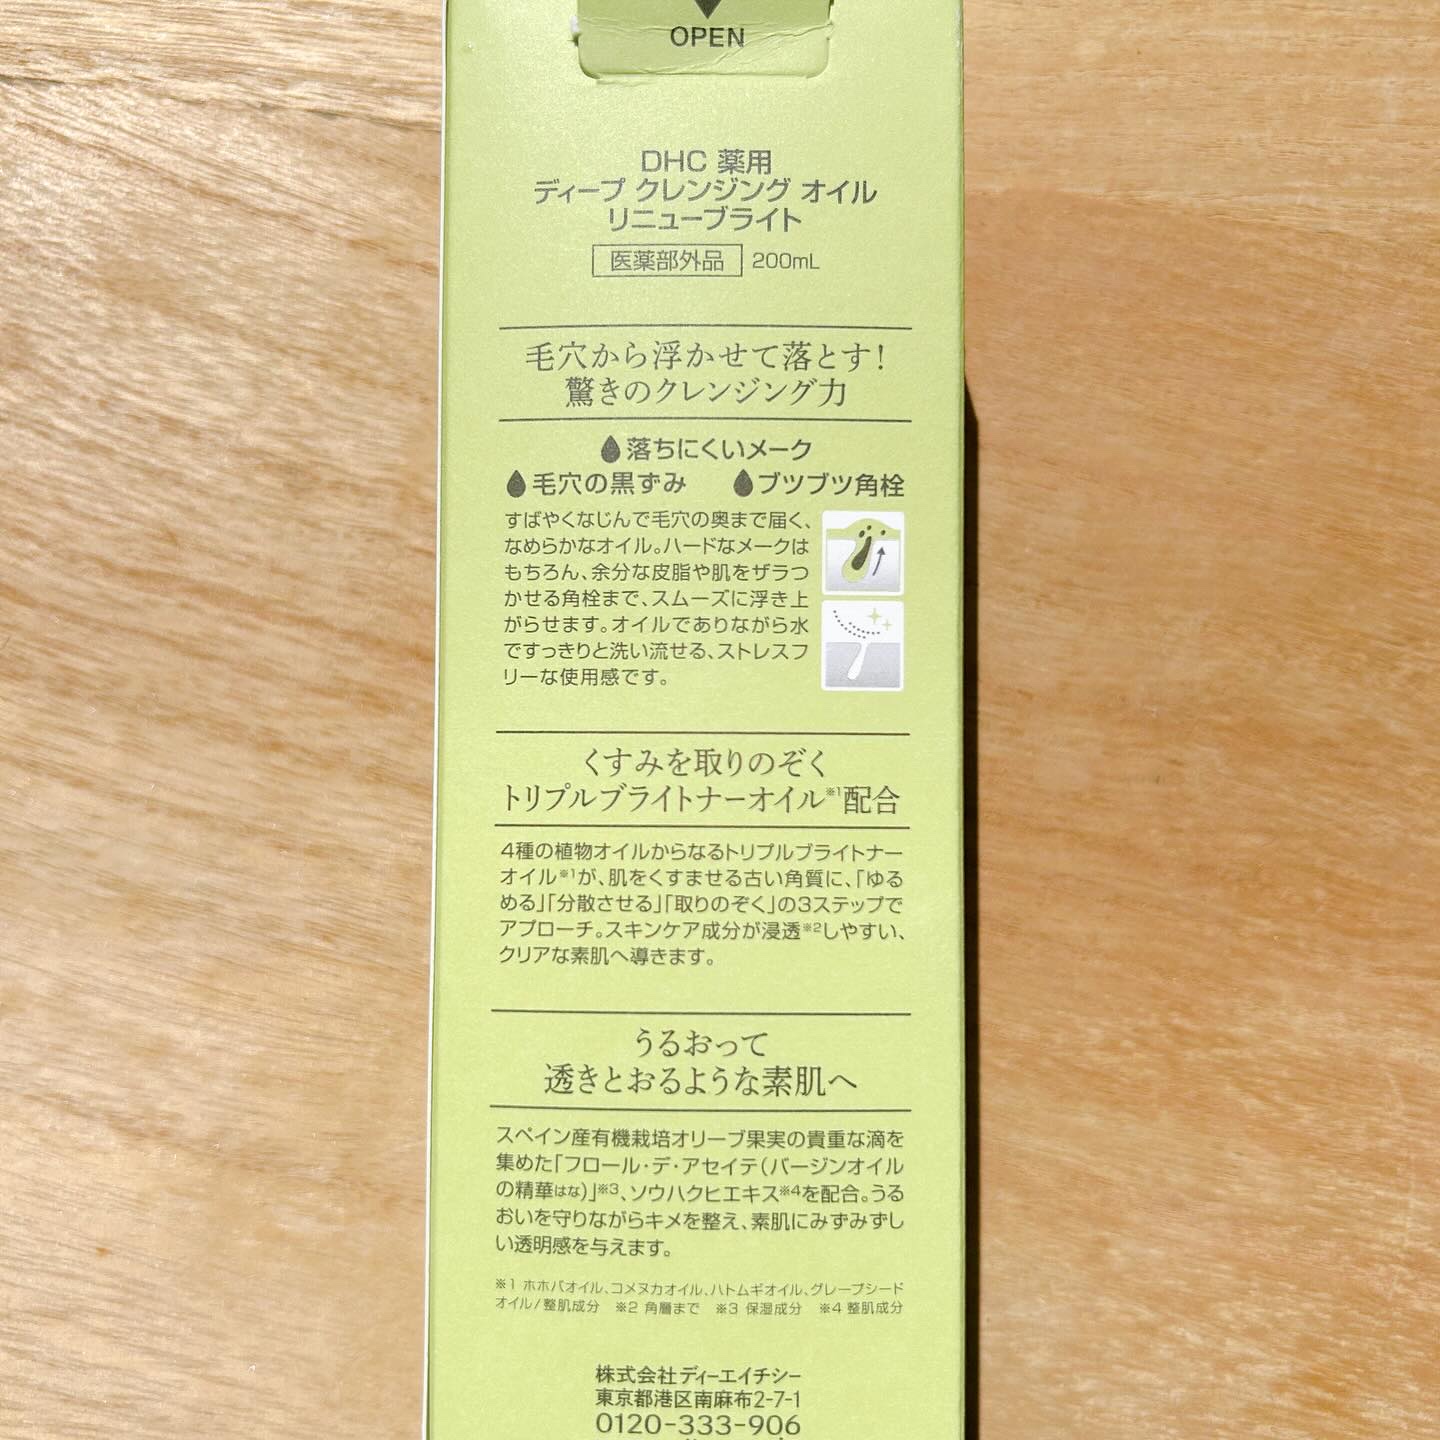 OPEN
DHC 薬用
ディープ クレンジング オイル
リニューブライト
医薬部外品 200mL
毛穴から浮かせて落とす!
驚きのクレンジング力
落ちにくいメーク
毛穴の黒ずみ ブツブツ角栓
すばやくなじんで毛穴の奥まで届く、
なめらかなオイル。ハードなメークは
もちろん、余分な皮脂や肌をザラつ
かせる角栓まで、スムーズに浮き上
がらせます。オイルでありながら水
ですっきりと洗い流せる、ストレスフ
リーな使用感です。
くすみを取りのぞく
トリプルブライトナーオイル※1配合
4種の植物オイルからなるトリプルブライトナー
オイル※1が、肌をくすませる古い角質に、「ゆる
める」「分散させる」「取りのぞく」の3ステップで
アプローチ。スキンケア成分が浸透※2しやすい、
クリアな素肌へ導きます。
うるおって
透きとおるような素肌へ
スペイン産有機栽培オリーブ果実の貴重な滴を
集めた「フロール・デ・アセイテ(バージンオイル
の精華はな)」※3、ソウハクヒエキス※4を配合。うる
おいを守りながらキメを整え、素肌にみずみずし
い透明感を与えます。
※1 ホホバオイル、コメヌカオイル、ハトムギオイル、グレープシード
オイル/整肌成分 ※2 角層まで ※3 保湿成分 ※4 整肌成分
株式会社ディーエイチシー
東京都港区南麻布2-7-1
0120-333-906